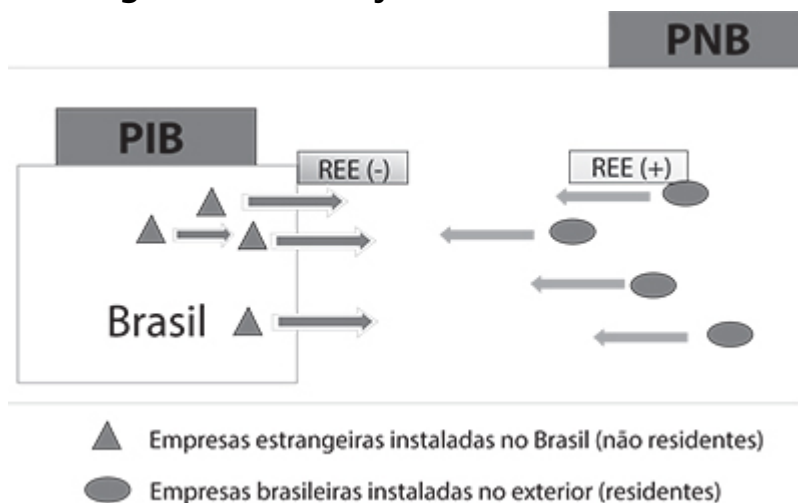 PNB
PIB
REE (-)
REE (+)
Brasil
Empresas estrangeiras instaladas no Brasil (não residentes)
Empresas brasileiras instaladas no exterior (residentes)